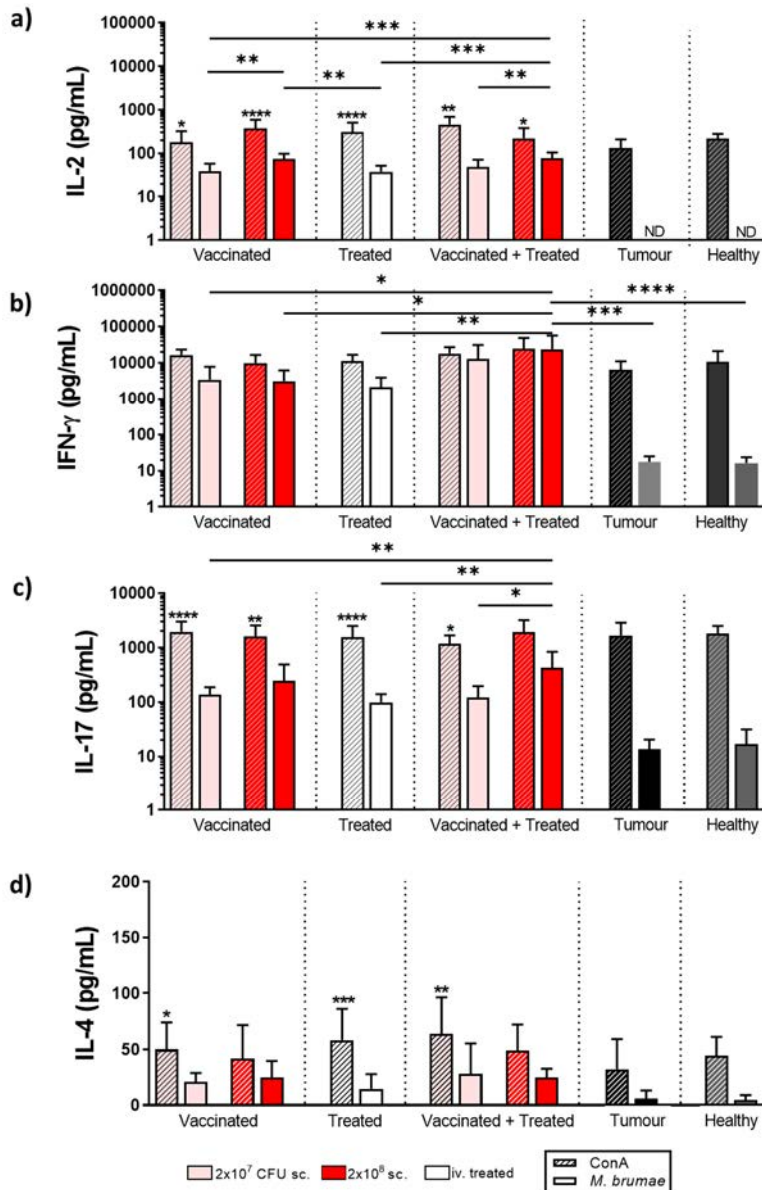 a)
IL-2 (pg/mL)
100000
10000
1000
100
10
1
***
** *** 
** **
* **** **** ** *
ND ND
Vaccinated Treated Vaccinated + Treated Tumour Healthy
b)
IFN-γ (pg/mL)
1000000
100000
10000
1000
100
10
1
* ****
* ***
**
Vaccinated Treated Vaccinated + Treated Tumour Healthy
c)
IL-17 (pg/mL)
10000
1000
100
10
1
**
**
*
**** ** **** *
Vaccinated Treated Vaccinated + Treated Tumour Healthy
d)
IL-4 (pg/mL)
200
150
100
50
0
* *** **
Vaccinated Treated Vaccinated + Treated Tumour Healthy
2x10⁷ CFU sc. 2x10⁸ sc. iv. treated
ConA
M. brumae